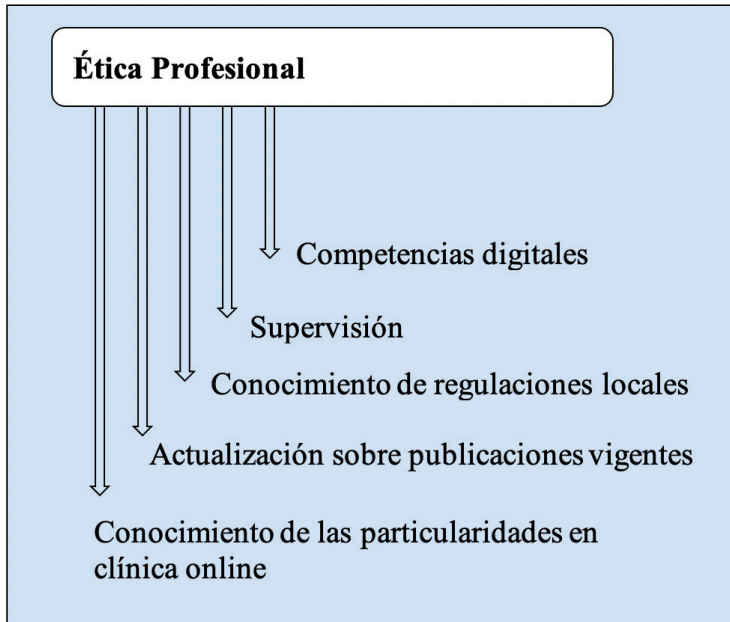 Ética Profesional
Competencias digitales
Supervisión
Conocimiento de regulaciones locales
Actualización sobre publicaciones vigentes
Conocimiento de las particularidades en
clínica online